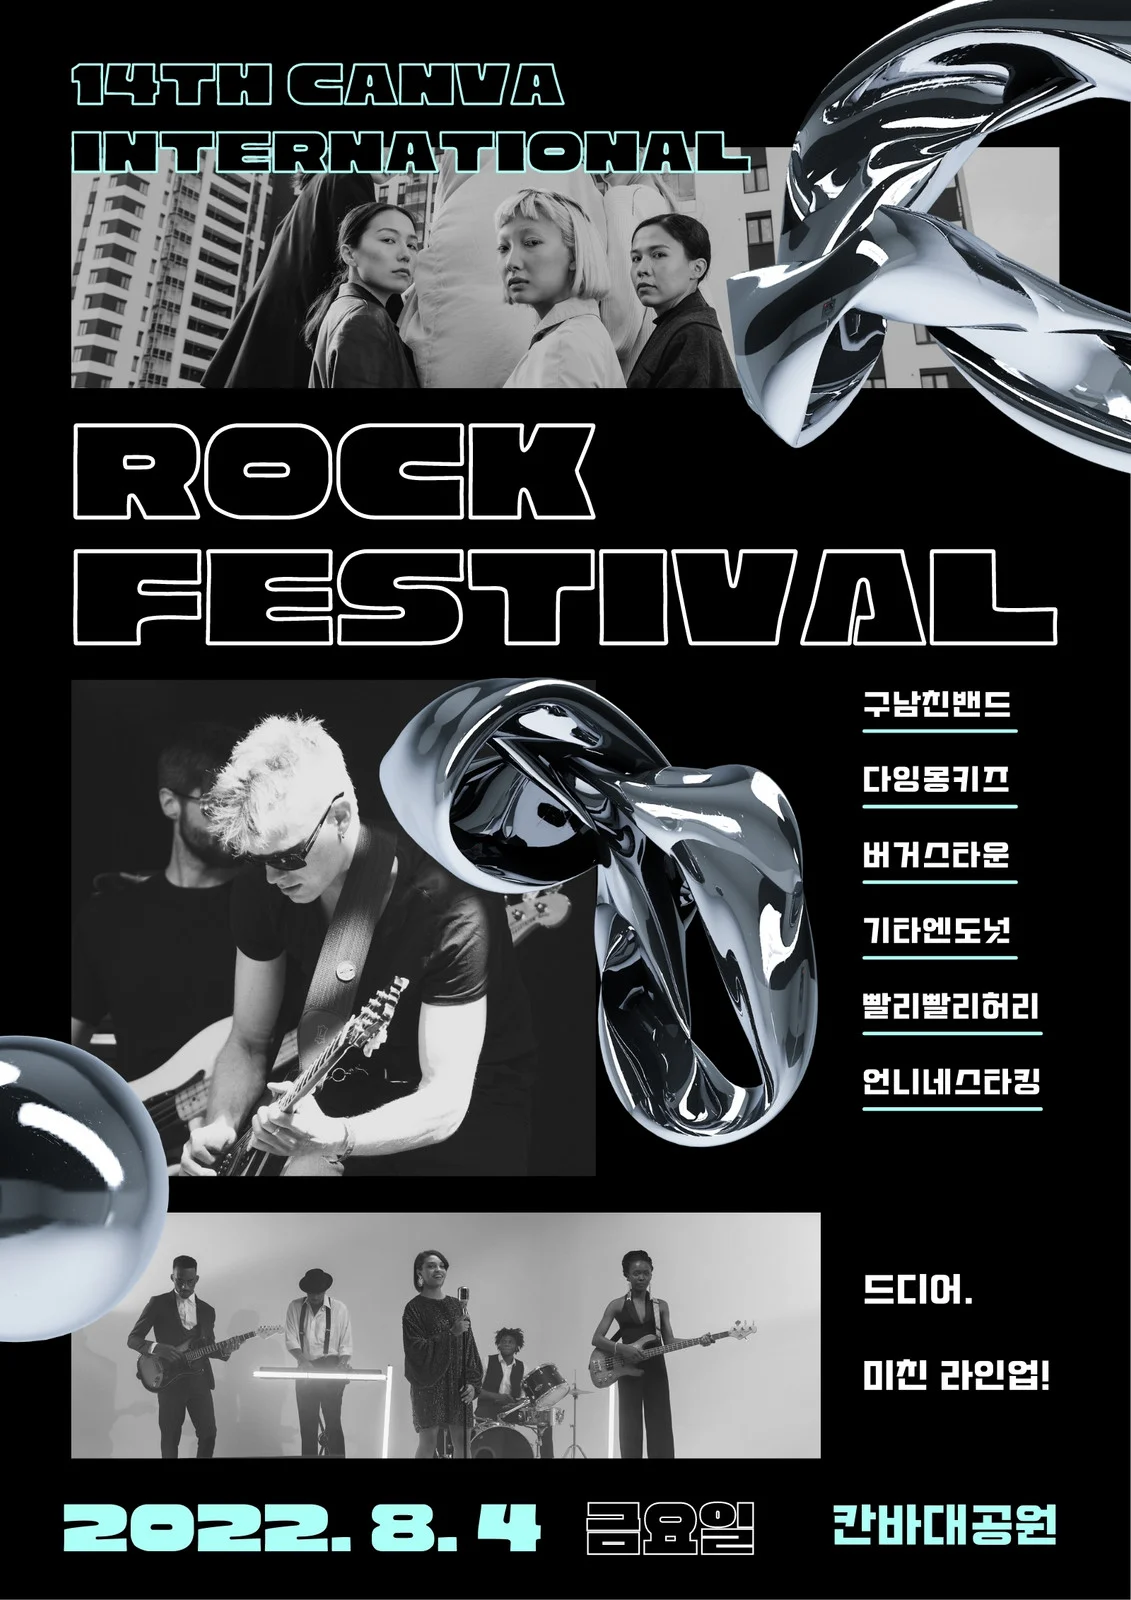 14TH CANVA
INTERNATIONAL
ROCK
FESTIVAL
구남친밴드
다잉몽키즈
버거스타운
기타엔도넛
빨리빨리허리
언니네스타킹
드디어.
미친 라인업!
2022. 8. 4 금요일 칸바대공원